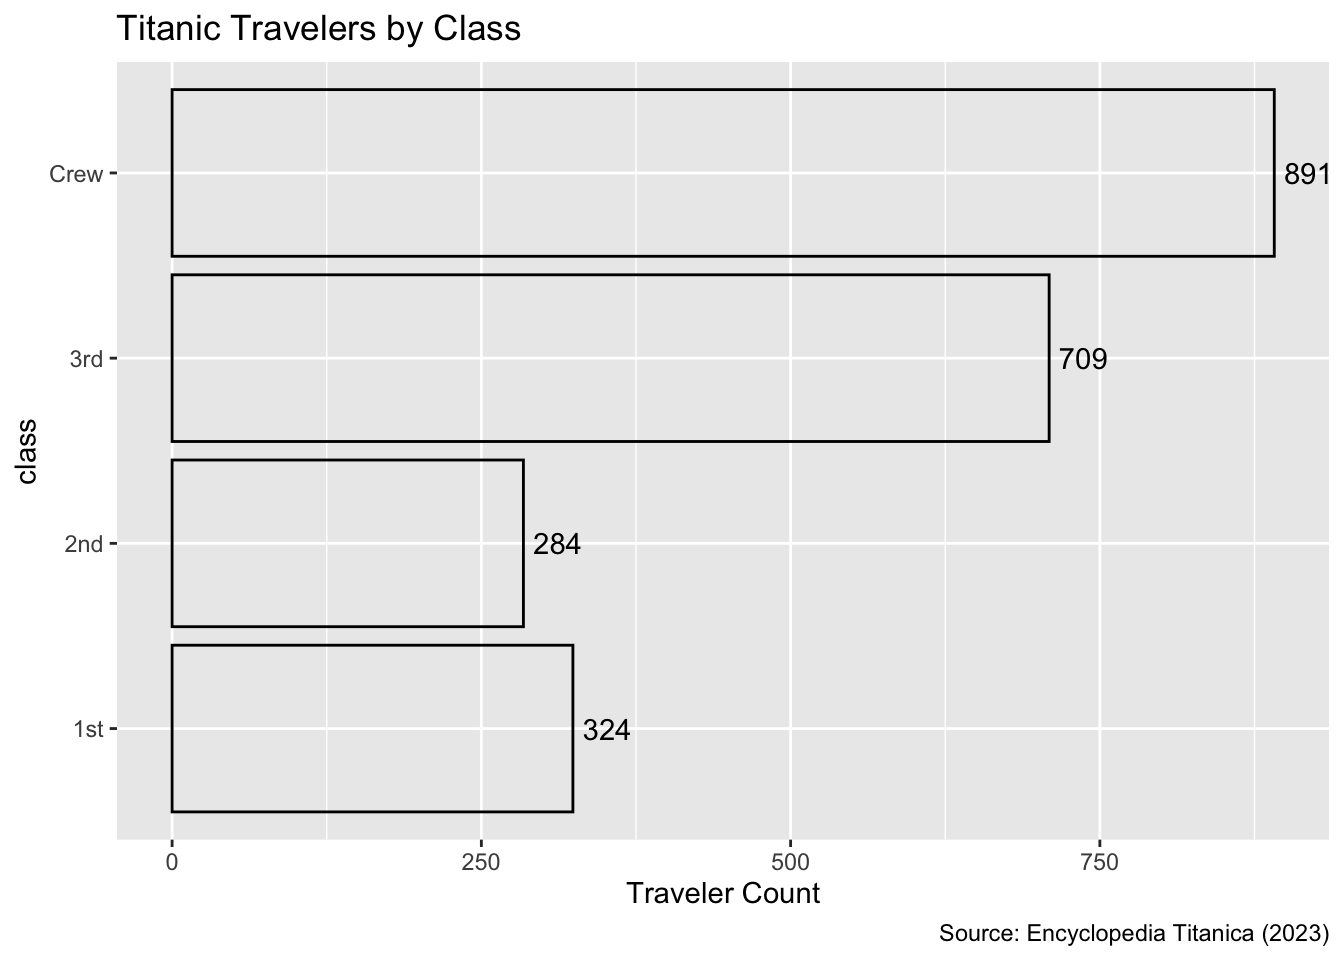 Titanic Travelers by Class
Crew
891
3rd
709
class
2nd
284
1st
324
0 250 500 750
Traveler Count
Source: Encyclopedia Titanica (2023)